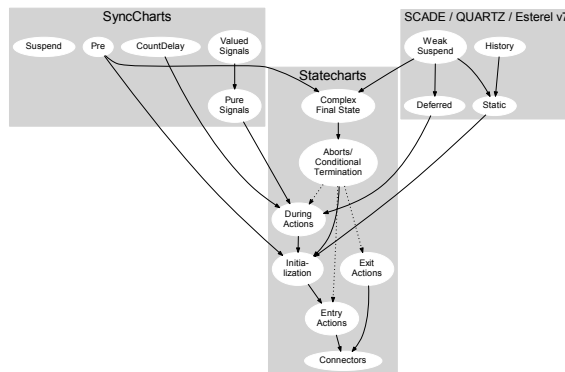 SyncCharts
SCADE / QUARTZ / Esterel v7
Suspend
Pre
CountDelay
Valued
Signals
Weak
Suspend
History
Statecharts
Pure
Signals
Complex
Final State
Deferred
Static
Aborts/
Conditional
Termination
During
Actions
Initia-
lization
Exit
Actions
Entry
Actions
Connectors